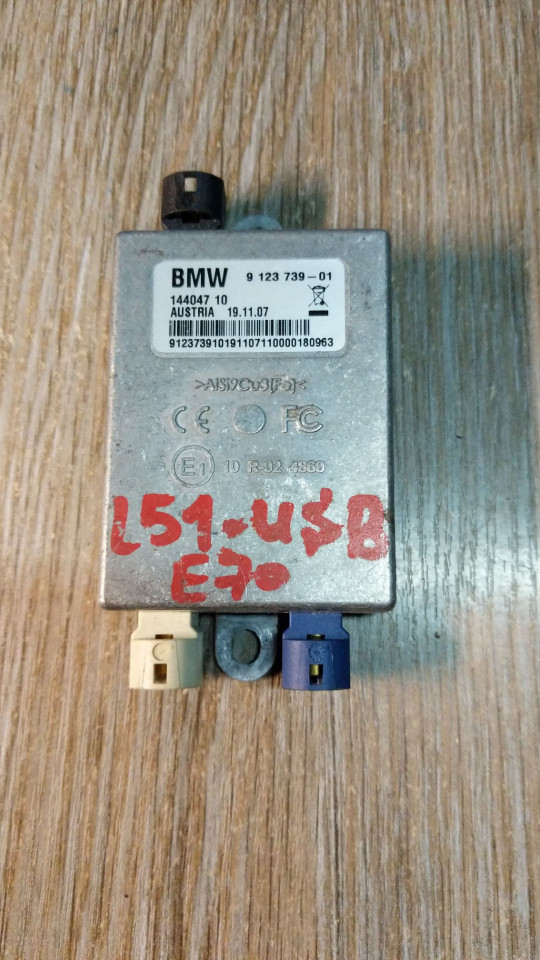 BMW 9 123 739-01
144047 10
AUSTRIA 19.11.07
912373910191107110000180963
>AlSi9Cu3(Fe)<
CE FC
E1 10 R-02 4860
L51-USB
E70